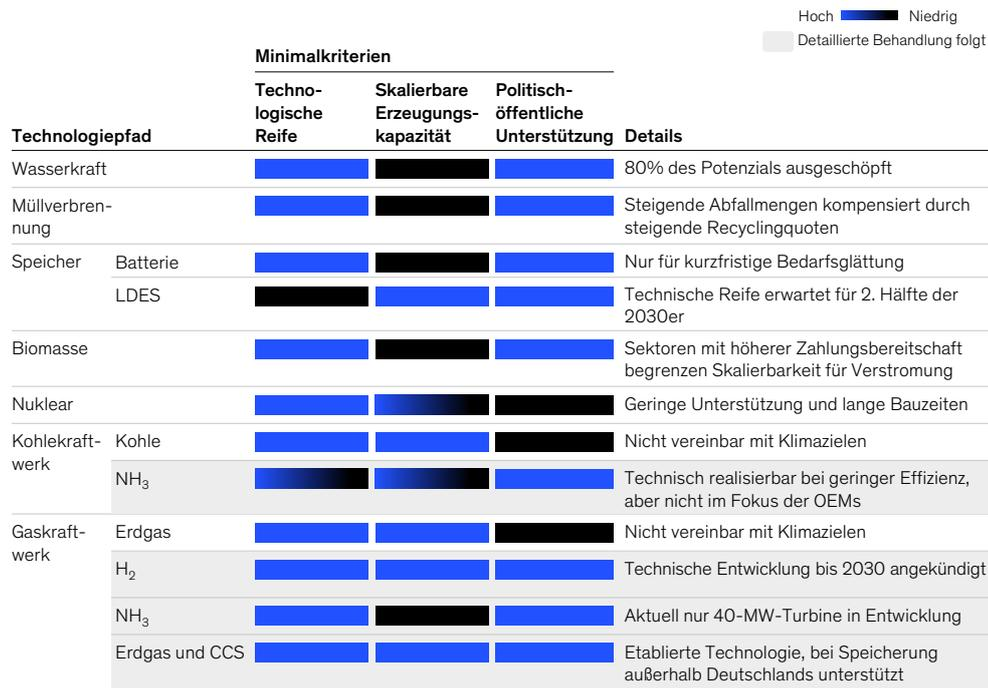 Hoch Niedrig
Detaillierte Behandlung folgt
Minimalkriterien
Techno-
logische
Reife
Skalierbare
Erzeugungs-
kapazität
Politisch-
öffentliche
Unterstützung
Technologiepfad
Details
Wasserkraft
80% des Potenzials ausgeschöpft
Müllverbren-
nung
Steigende Abfallmengen kompensiert durch
steigende Recyclingquoten
Speicher
Batterie
Nur für kurzfristige Bedarfsglättung
LDES
Technische Reife erwartet für 2. Hälfte der
2030er
Biomasse
Sektoren mit höherer Zahlungsbereitschaft
begrenzen Skalierbarkeit für Verstromung
Nuklear
Geringe Unterstützung und lange Bauzeiten
Kohlekraft-
werk
Kohle
Nicht vereinbar mit Klimazielen
NH₃
Technisch realisierbar bei geringer Effizienz,
aber nicht im Fokus der OEMs
Gaskraft-
werk
Erdgas
Nicht vereinbar mit Klimazielen
H₂
Technische Entwicklung bis 2030 angekündigt
NH₃
Aktuell nur 40-MW-Turbine in Entwicklung
Erdgas und CCS
Etablierte Technologie, bei Speicherung
außerhalb Deutschlands unterstützt